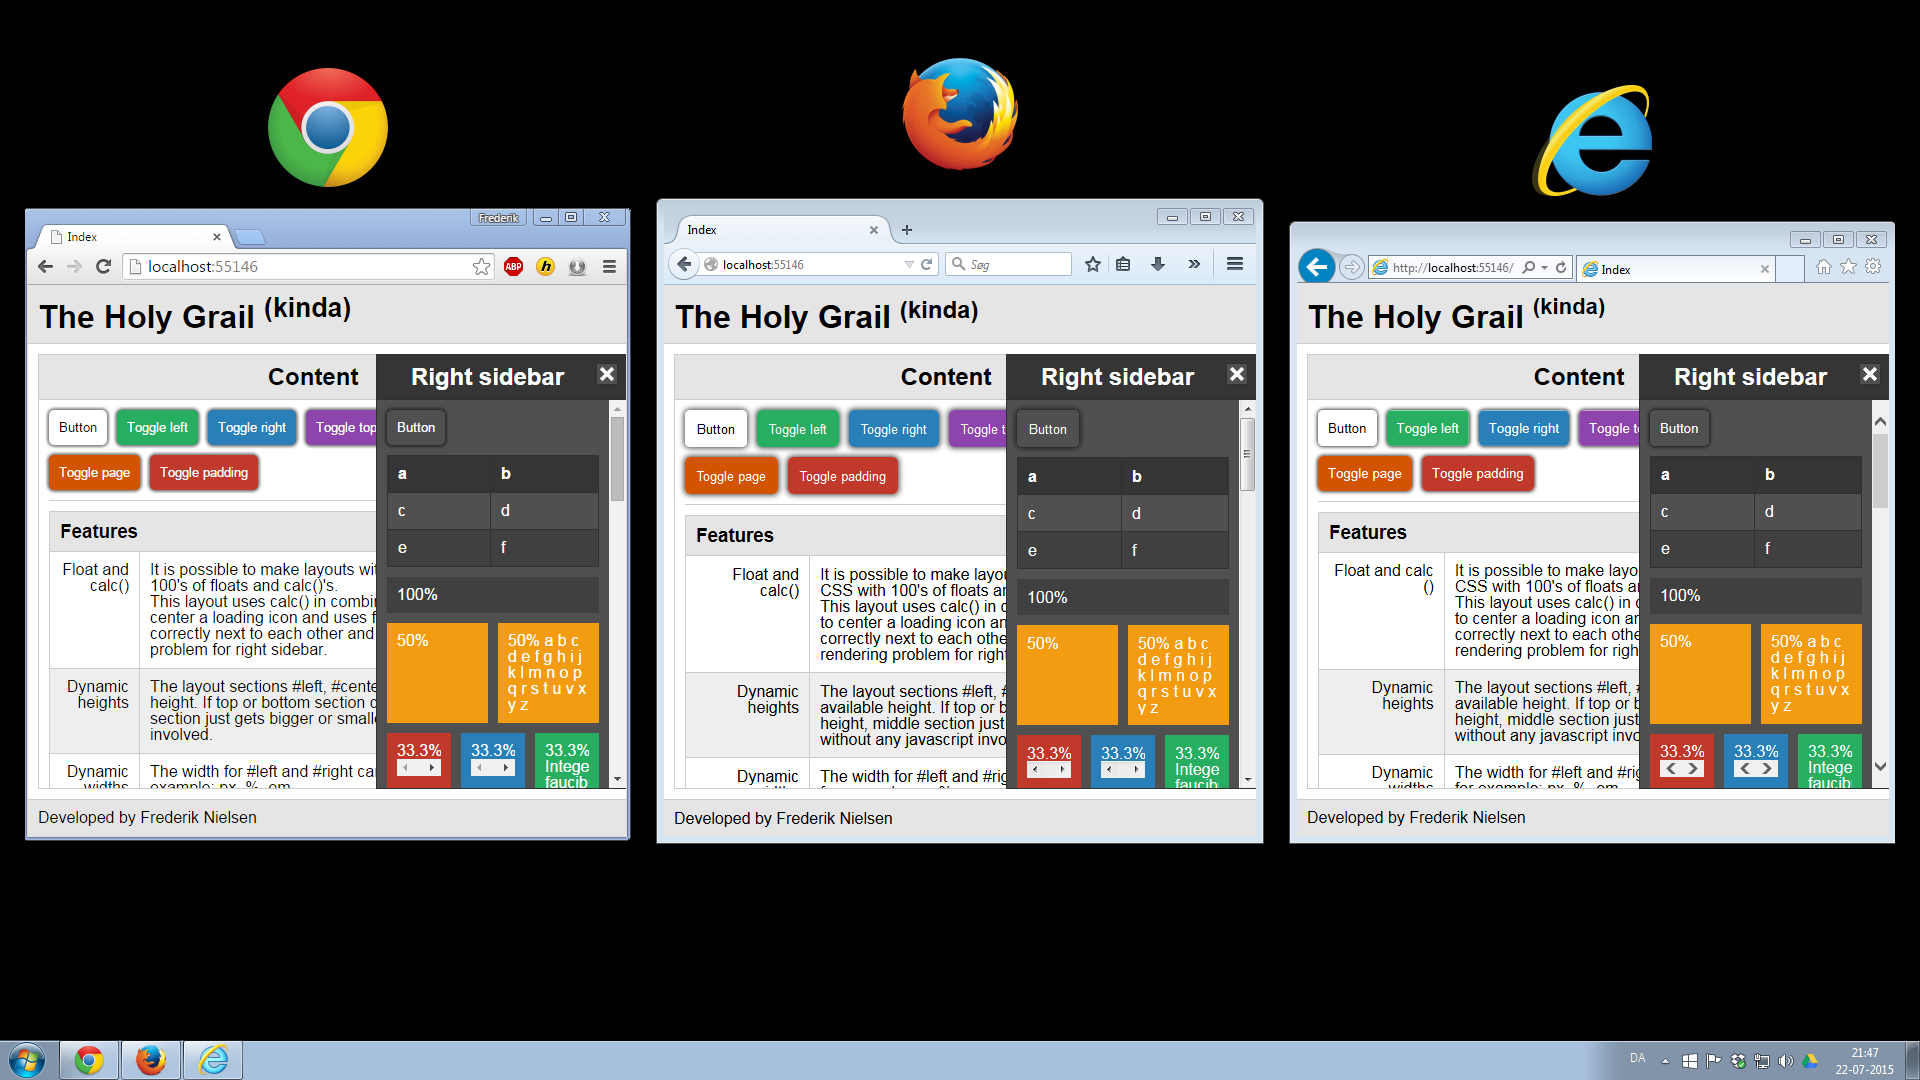 Frederik
Index
localhost:55146
ABP
h
The Holy Grail (kinda)
Content
Right sidebar
Button
Toggle left
Toggle right
Toggle top
Button
Toggle page
Toggle padding
a b
c d
e f
Features
Float and
calc()
It is possible to make layouts wit
100's of floats and calc()'s.
This layout uses calc() in combin
center a loading icon and uses f
correctly next to each other and
problem for right sidebar.
100%
50%
50% a b c
d e f g h i j
k l m n o p
q r s t u v x
y z
Dynamic
heights
The layout sections #left, #cente
height. If top or bottom section c
section just gets bigger or smalle
involved.
33.3%
33.3%
33.3%
Intege
faucib
Dynamic
widths
The width for #left and #right car
example: px, %, em
Developed by Frederik Nielsen
Index
localhost:55146
Søg
The Holy Grail (kinda)
Content
Right sidebar
Button
Toggle left
Toggle right
Toggle t
Button
Toggle page
Toggle padding
a b
c d
e f
Features
Float and
calc()
It is possible to make layou
CSS with 100's of floats an
This layout uses calc() in c
to center a loading icon an
correctly next to each othe
rendering problem for right
100%
50%
50% a b c
d e f g h i j
k l m n o p
q r s t u v x
y z
Dynamic
heights
The layout sections #left, #
available height. If top or b
height, middle section just
without any javascript invo
33.3%
33.3%
33.3%
Intege
faucib
Dynamic
The width for #left and #rig
Developed by Frederik Nielsen
http://localhost:55146/
Index
The Holy Grail (kinda)
Content
Right sidebar
Button
Toggle left
Toggle right
Toggle to
Button
Toggle page
Toggle padding
a b
c d
e f
Features
Float and calc
()
It is possible to make layo
CSS with 100's of floats a
This layout uses calc() in c
to center a loading icon ar
correctly next to each othe
rendering problem for righ
100%
50%
50% a b c
d e f g h i j
k l m n o p
q r s t u v x
y z
Dynamic
heights
The layout sections #left, #
available height. If top or b
height, middle section just
without any javascript invo
33.3%
33.3%
33.3%
Intege
faucib
Dynamic
widths
The width for #left and #rig
for example: px, %, em
Developed by Frederik Nielsen
DA
21:47
22-07-2015